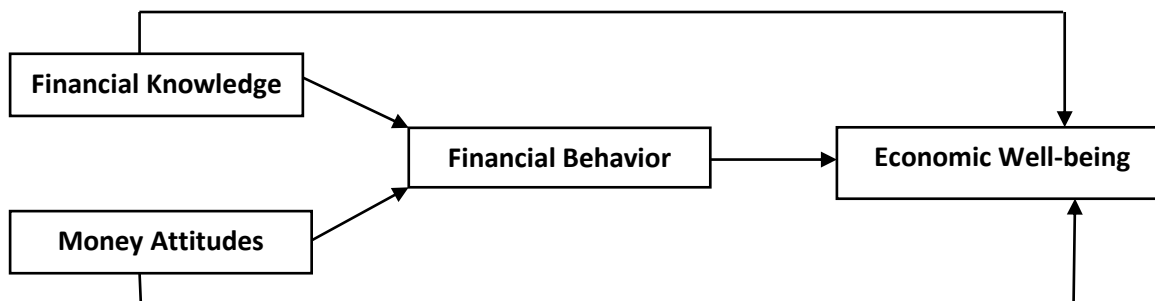 Financial Knowledge
Financial Behavior
Economic Well-being
Money Attitudes